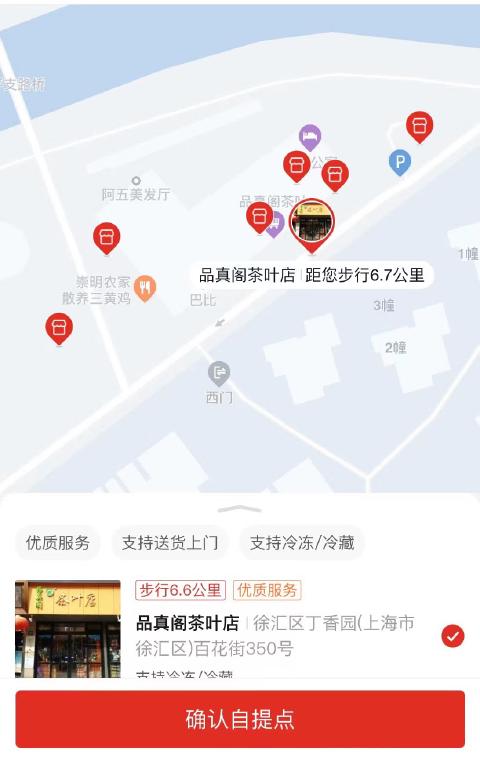 支路桥
公寓
阿五美发厅
品真阁茶叶
品真阁茶叶店 距您步行6.7公里
1幢
崇明农家
散养三黄鸡
巴比
3幢
2幢
西门
优质服务
支持送货上门
支持冷冻/冷藏
步行6.6公里 优质服务
品真阁茶叶店 徐汇区丁香园(上海市
徐汇区)百花街350号
支持冷冻/冷藏
茶叶店
确认自提点